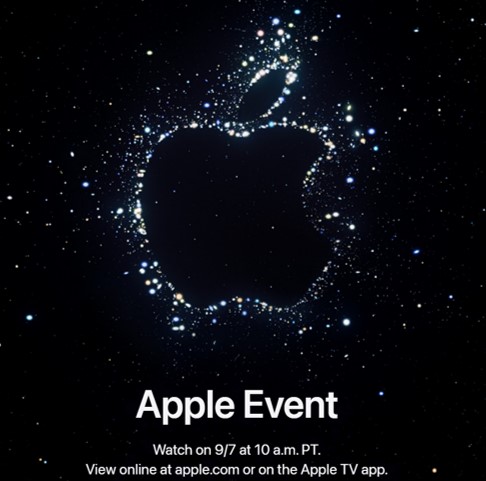 Apple Event
Watch on 9/7 at 10 a.m. PT.
View online at apple.com or on the Apple TV app.